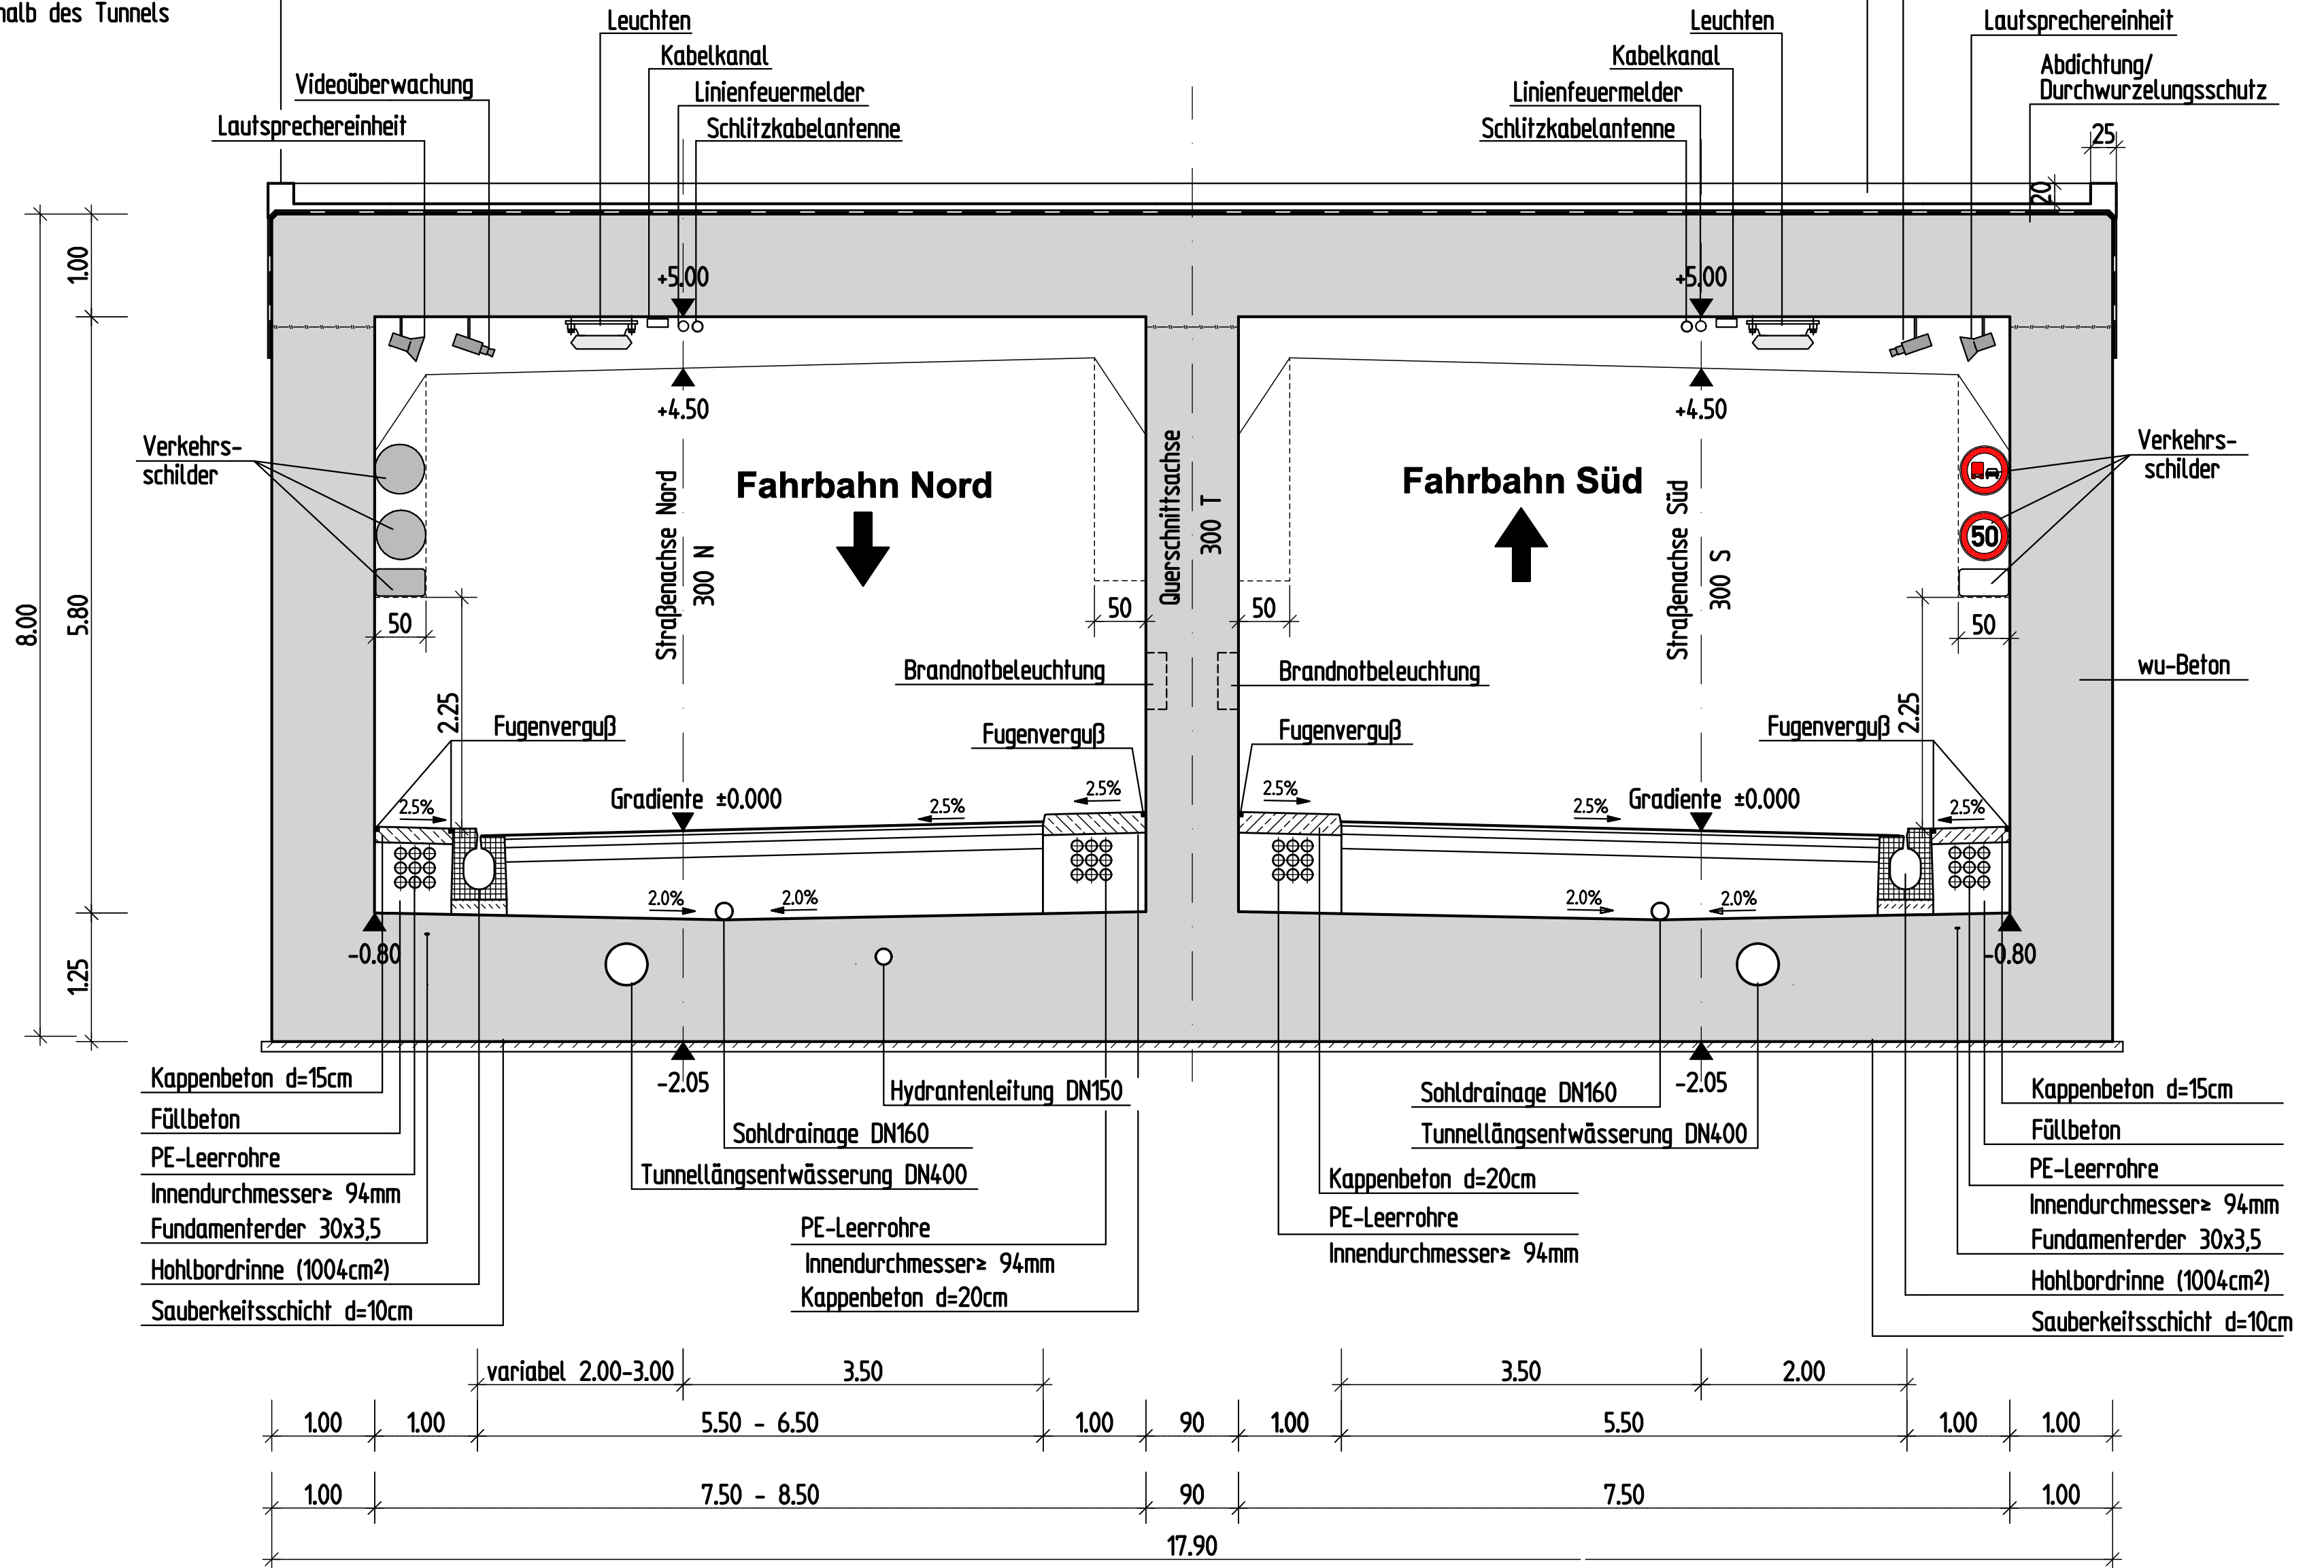 halb des Tunnels
Leuchten
Kabelkanal
Videoüberwachung
Linienfeuermelder
Lautsprechereinheit
Schlitzkabelantenne
Leuchten
Lautsprechereinheit
Kabelkanal
Abdichtung/
Durchwurzelungsschutz
Linienfeuermelder
Schlitzkabelantenne
25
20
1.00
5.80
8.00
1.25
+5.00
+5.00
+4.50
+4.50
Verkehrs-
schilder
Fahrbahn Nord
Straßenachse Nord
300 N
Querschnittsachse
300 T
Fahrbahn Süd
Straßenachse Süd
300 S
Verkehrs-
schilder
50
50
50
50
50
2.25
2.25
wu-Beton
Brandnotbeleuchtung
Brandnotbeleuchtung
Fugenverguß
Fugenverguß
Fugenverguß
Fugenverguß
2.5%
Gradiente ±0.000
2.5%
2.5%
2.5%
2.5%
Gradiente ±0.000
2.5%
2.0%
2.0%
2.0%
2.0%
-0.80
-0.80
-2.05
-2.05
Kappenbeton d=15cm
Füllbeton
PE-Leerrohre
Innendurchmesser≥ 94mm
Fundamenterder 30x3,5
Hohlbordrinne (1004cm²)
Sauberkeitsschicht d=10cm
Hydrantenleitung DN150
Sohldrainage DN160
Tunnellängsentwässerung DN400
PE-Leerrohre
Innendurchmesser≥ 94mm
Kappenbeton d=20cm
Sohldrainage DN160
Tunnellängsentwässerung DN400
Kappenbeton d=20cm
PE-Leerrohre
Innendurchmesser≥ 94mm
Kappenbeton d=15cm
Füllbeton
PE-Leerrohre
Innendurchmesser≥ 94mm
Fundamenterder 30x3,5
Hohlbordrinne (1004cm²)
Sauberkeitsschicht d=10cm
variabel 2.00-3.00 3.50 3.50 2.00
1.00 1.00 5.50 - 6.50 1.00 90 1.00 5.50 1.00 1.00
1.00 7.50 - 8.50 90 7.50 1.00
17.90